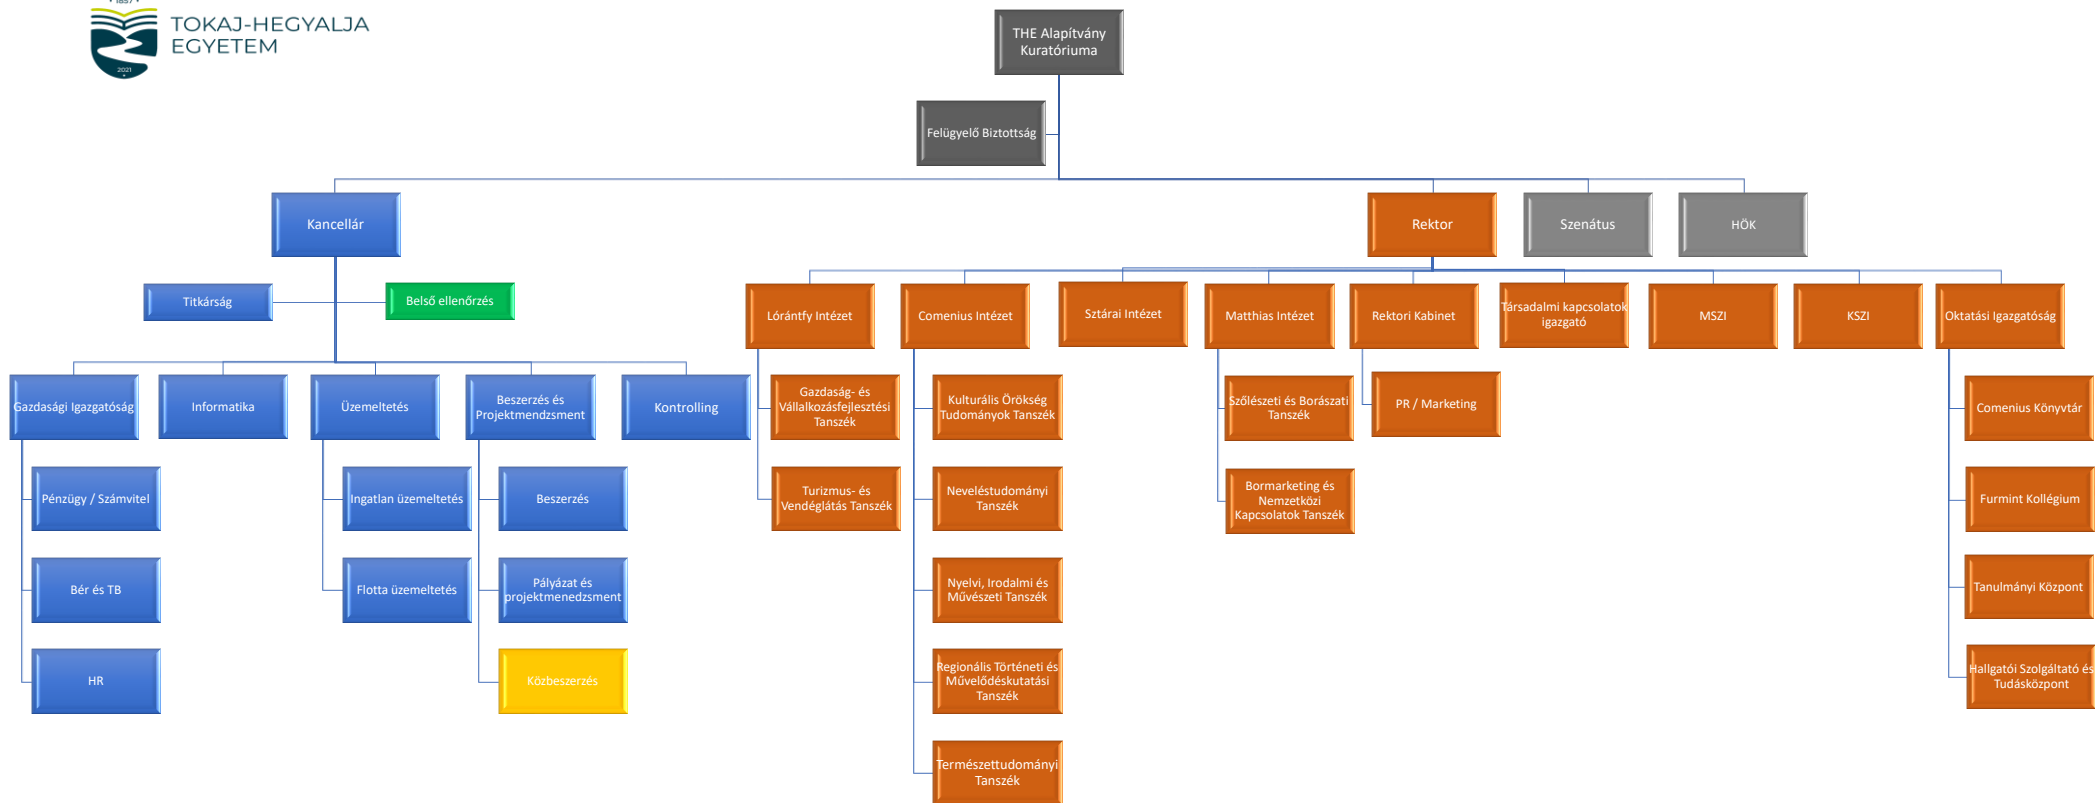 1857
TOKAJ-HEGYALJA
EGYETEM
2021
THE Alapítvány
Kuratóriuma
Felügyelő Biztottság
Kancellár
Rektor
Szenátus
HÖK
Titkárság
Belső ellenőrzés
Lórántfy Intézet
Comenius Intézet
Sztárai Intézet
Matthias Intézet
Rektori Kabinet
Társadalmi kapcsolatok
igazgató
MSZI
KSZI
Oktatási Igazgatóság
Gazdasági Igazgatóság
Informatika
Üzemeltetés
Beszerzés és
Projektmendzsment
Kontrolling
Gazdaság- és
Vállalkozásfejlesztési
Tanszék
Kulturális Örökség
Tudományok Tanszék
Szőlészeti és Borászati
Tanszék
PR / Marketing
Comenius Könyvtár
Pénzügy / Számvitel
Ingatlan üzemeltetés
Beszerzés
Turizmus- és
Vendéglátás Tanszék
Neveléstudományi
Tanszék
Bormarketing és
Nemzetközi
Kapcsolatok Tanszék
Furmint Kollégium
Bér és TB
Flotta üzemeltetés
Pályázat és
projektmenedzsment
Nyelvi, Irodalmi és
Művészeti Tanszék
Tanulmányi Központ
HR
Közbeszerzés
Regionális Történeti és
Művelődéskutatási
Tanszék
Hallgatói Szolgáltató és
Tudásközpont
Természettudományi
Tanszék